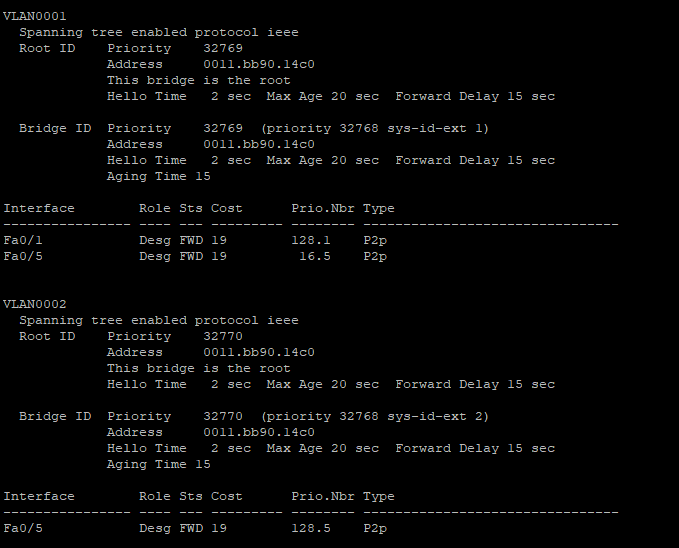 VLAN0001
  Spanning tree enabled protocol ieee
  Root ID    Priority    32769
             Address     0011.bb90.14c0
             This bridge is the root
             Hello Time   2 sec  Max Age 20 sec  Forward Delay 15 sec

  Bridge ID  Priority    32769  (priority 32768 sys-id-ext 1)
             Address     0011.bb90.14c0
             Hello Time   2 sec  Max Age 20 sec  Forward Delay 15 sec
             Aging Time 15

Interface        Role Sts Cost      Prio.Nbr Type
---------------- ---- --- --------- -------- --------------------------------
Fa0/1            Desg FWD 19        128.1    P2p
Fa0/5            Desg FWD 19         16.5    P2p


VLAN0002
  Spanning tree enabled protocol ieee
  Root ID    Priority    32770
             Address     0011.bb90.14c0
             This bridge is the root
             Hello Time   2 sec  Max Age 20 sec  Forward Delay 15 sec

  Bridge ID  Priority    32770  (priority 32768 sys-id-ext 2)
             Address     0011.bb90.14c0
             Hello Time   2 sec  Max Age 20 sec  Forward Delay 15 sec
             Aging Time 15

Interface        Role Sts Cost      Prio.Nbr Type
---------------- ---- --- --------- -------- --------------------------------
Fa0/5            Desg FWD 19        128.5    P2p